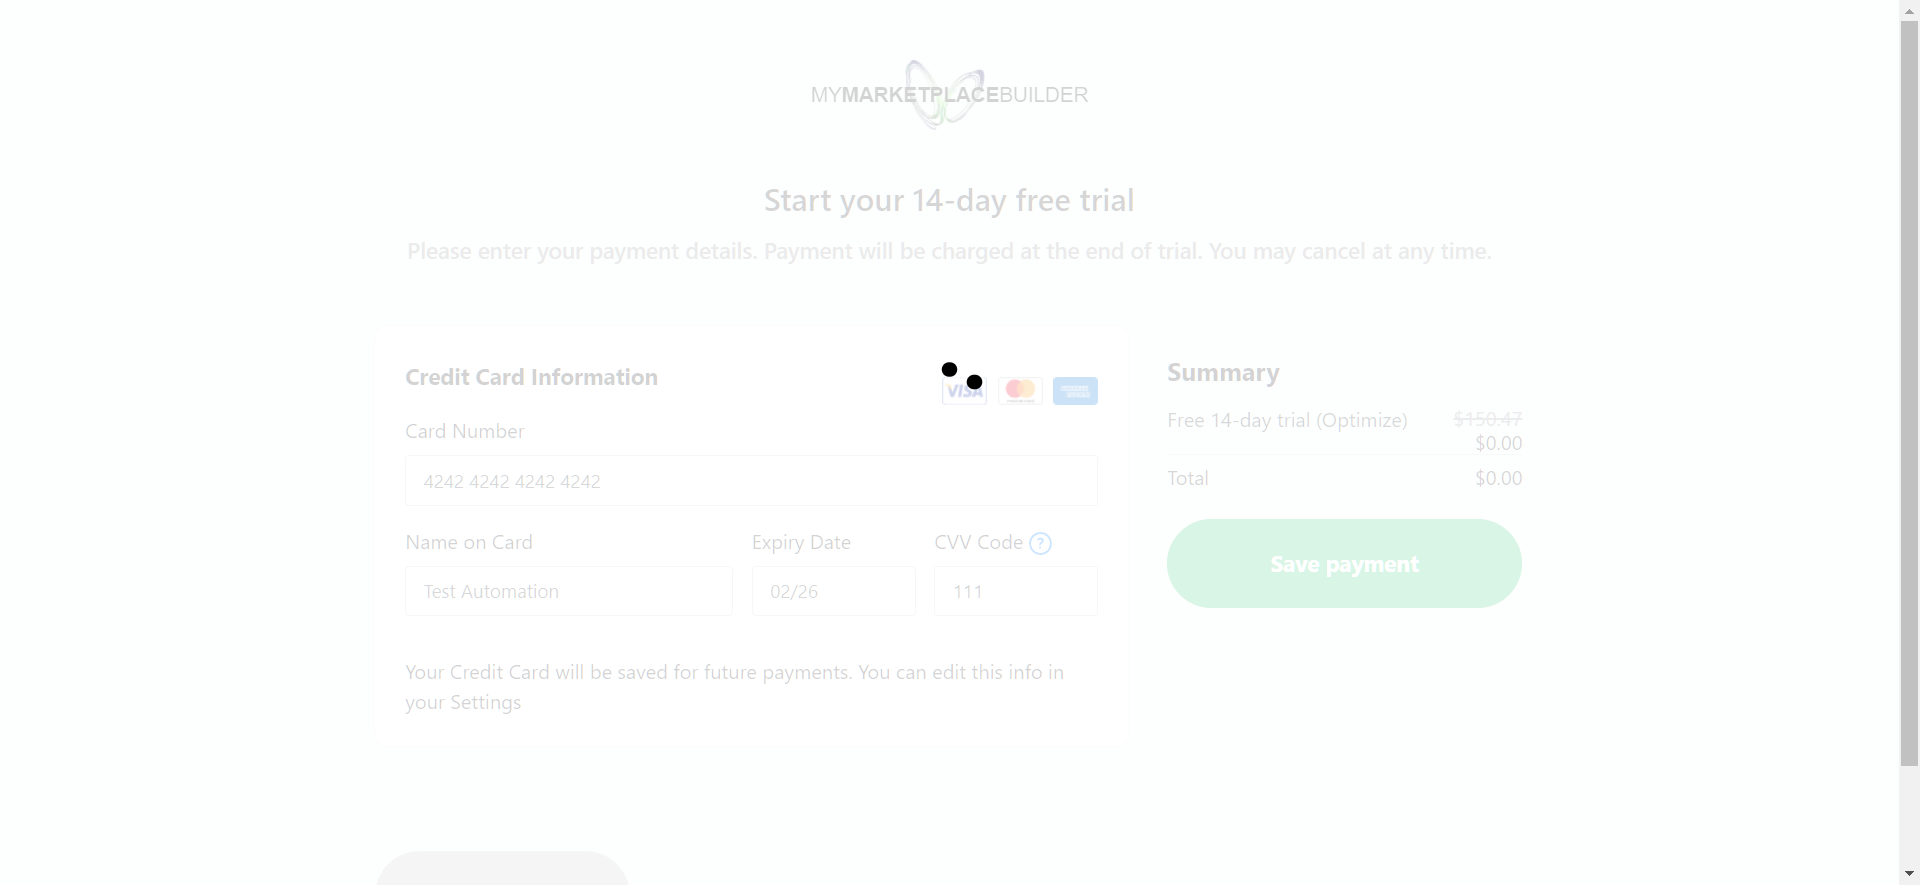 MYMARKETPLACEBUILDER
Start your 14-day free trial
Please enter your payment details. Payment will be charged at the end of trial. You may cancel at any time.
Credit Card Information
VISA
mastercard
AMERICAN
EXPRESS
Card Number
4242 4242 4242 4242
Name on Card
Expiry Date
CVV Code ?
Test Automation
02/26
111
Your Credit Card will be saved for future payments. You can edit this info in
your Settings
Summary
Free 14-day trial (Optimize) $150.47
$0.00
Total $0.00
Save payment